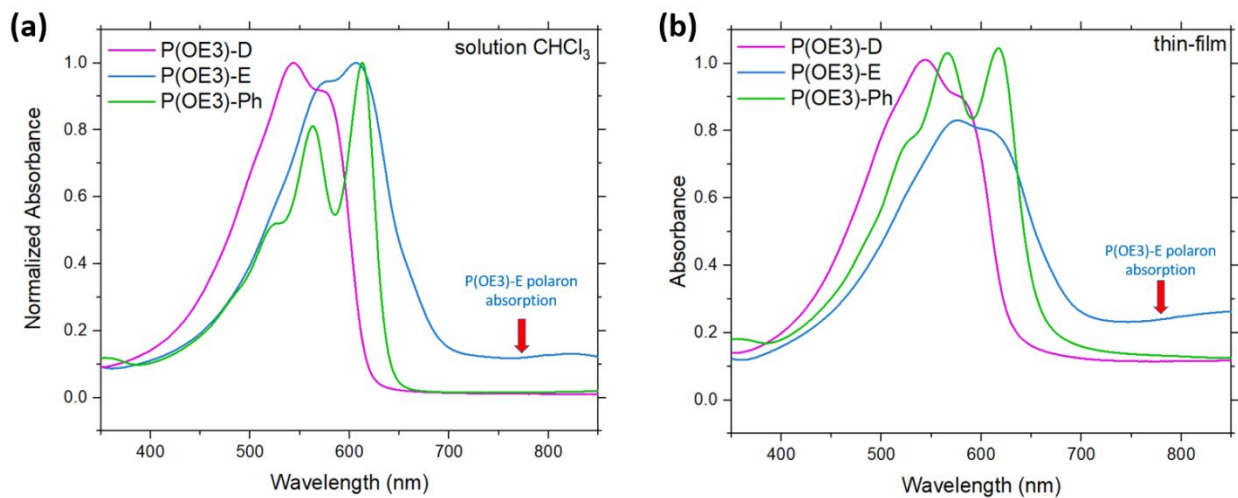 (a)
P(OE3)-D
P(OE3)-E
P(OE3)-Ph
solution CHCl₃
1.0
0.8
0.6
0.4
0.2
0.0
Normalized Absorbance
P(OE3)-E polaron
absorption
400
500
600
700
800
Wavelength (nm)
(b)
P(OE3)-D
P(OE3)-E
P(OE3)-Ph
thin-film
1.0
0.8
0.6
0.4
0.2
0.0
Absorbance
P(OE3)-E polaron
absorption
400
500
600
700
800
Wavelength (nm)